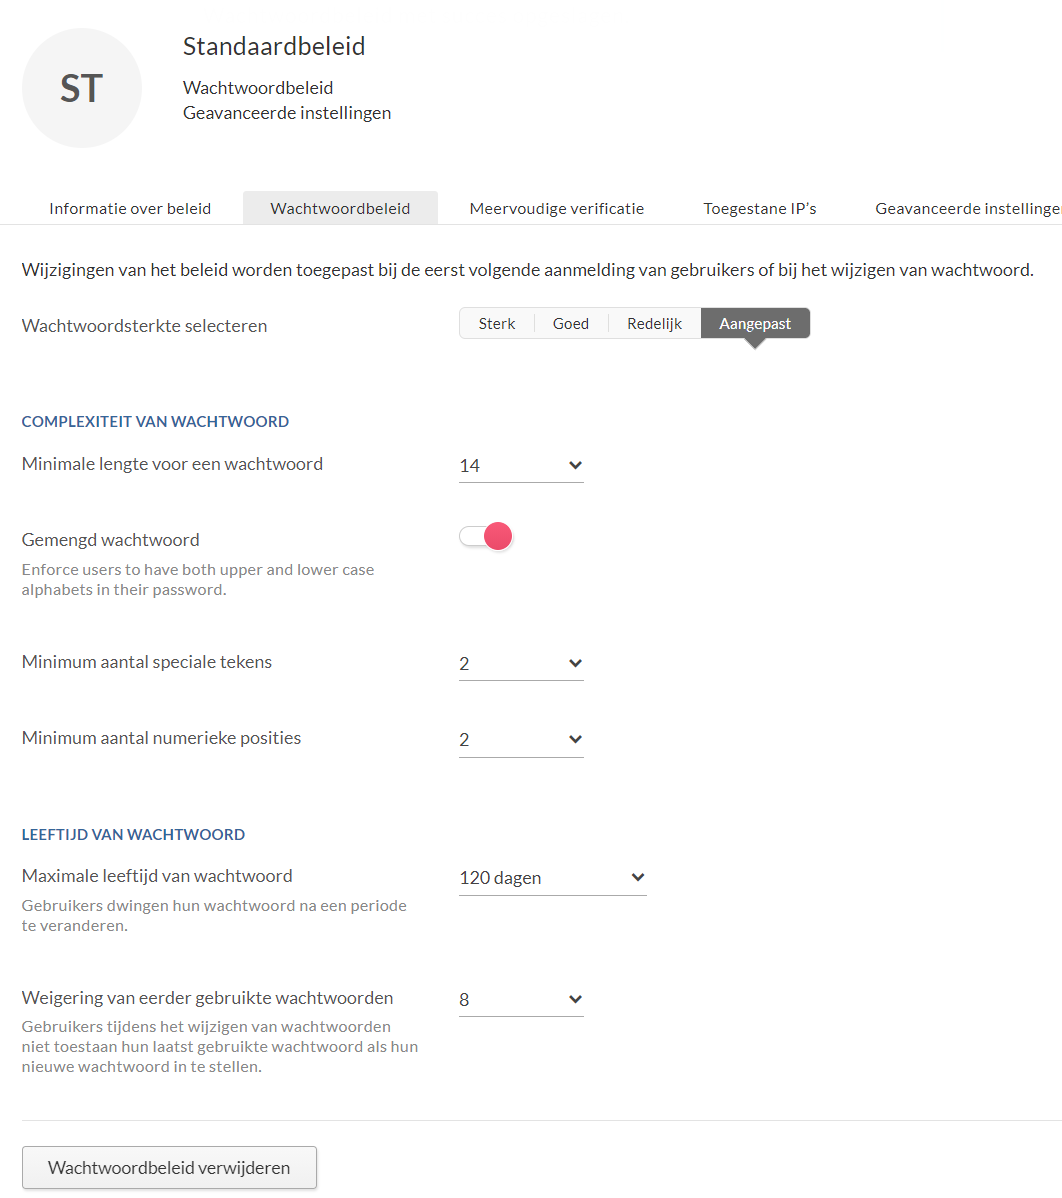 ST
Standaardbeleid
Wachtwoordbeleid
Geavanceerde instellingen
Informatie over beleid
Wachtwoordbeleid
Meervoudige verificatie
Toegestane IP's
Geavanceerde instellinge
Wijzigingen van het beleid worden toegepast bij de eerst volgende aanmelding van gebruikers of bij het wijzigen van wachtwoord.
Wachtwoordsterkte selecteren
Sterk
Goed
Redelijk
Aangepast
COMPLEXITEIT VAN WACHTWOORD
Minimale lengte voor een wachtwoord
14
Gemengd wachtwoord
Enforce users to have both upper and lower case
alphabets in their password.
Minimum aantal speciale tekens
2
Minimum aantal numerieke posities
2
LEEFTIJD VAN WACHTWOORD
Maximale leeftijd van wachtwoord
120 dagen
Gebruikers dwingen hun wachtwoord na een periode
te veranderen.
Weigering van eerder gebruikte wachtwoorden
8
Gebruikers tijdens het wijzigen van wachtwoorden
niet toestaan hun laatst gebruikte wachtwoord als hun
nieuwe wachtwoord in te stellen.
Wachtwoordbeleid verwijderen